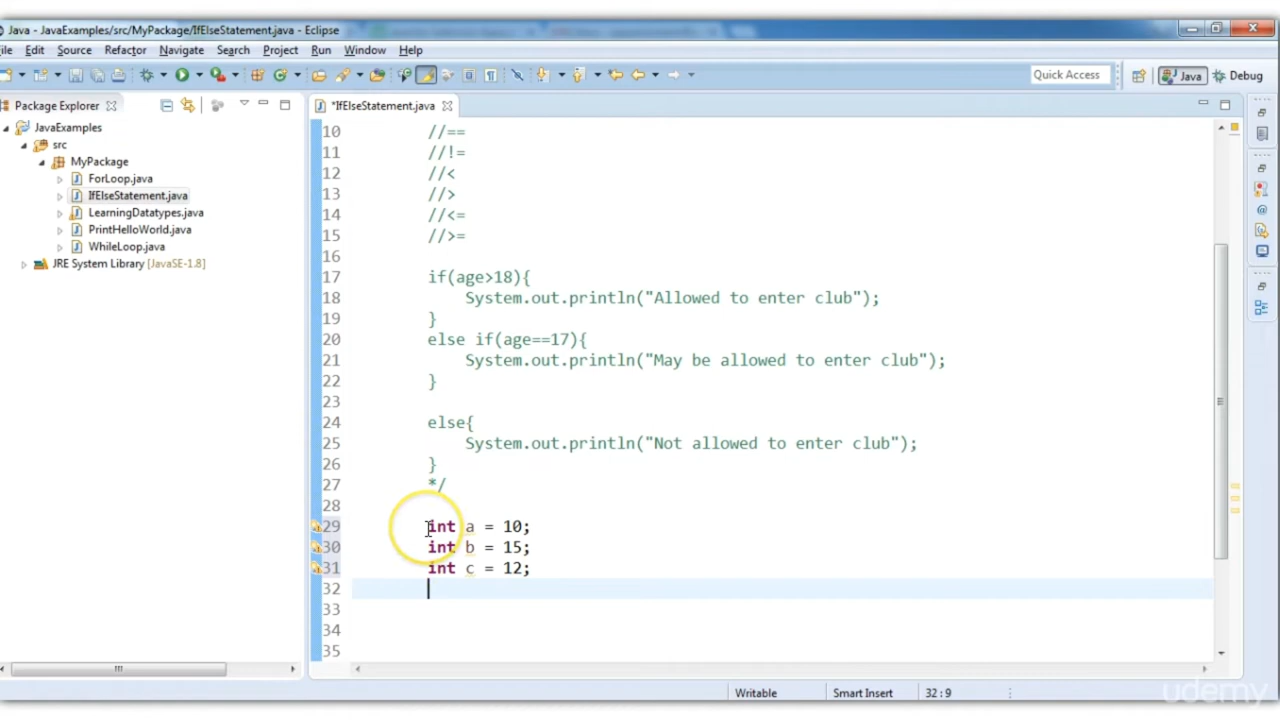 Java - JavaExamples/src/MyPackage/IfElseStatement.java - Eclipse
ile Edit Source Refactor Navigate Search Project Run Window Help
Quick Access Java Debug
Package Explorer *IfElseStatement.java
JavaExamples
src
MyPackage
ForLoop.java
IfElseStatement.java
LearningDatatypes.java
PrintHelloWorld.java
WhileLoop.java
JRE System Library [JavaSE-1.8]
10 //==
11 //!=
12 //<
13 //>
14 //<=
15 //>=
16
17 if(age>18){
18 System.out.println("Allowed to enter club");
19 }
20 else if(age==17){
21 System.out.println("May be allowed to enter club");
22 }
23
24 else{
25 System.out.println("Not allowed to enter club");
26 }
27 */
28
29 int a = 10;
30 int b = 15;
31 int c = 12;
32
33
34
35
Writable Smart Insert 32 : 9
udemy